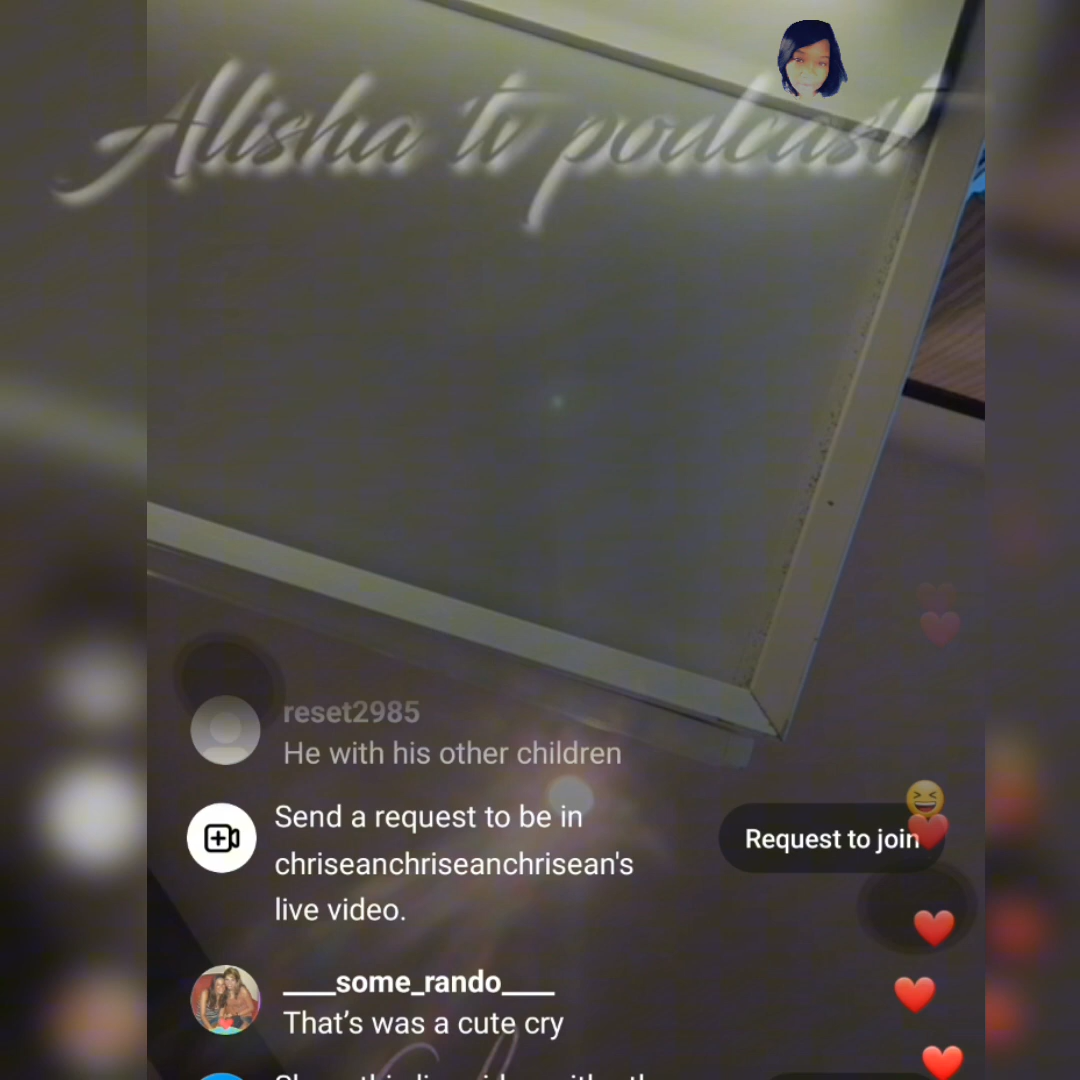 Alisha tv podcast
reset2985
He with his other children
Send a request to be in
chriseanchriseanchrisean's
live video.
Request to join
____some_rando____
That's was a cute cry